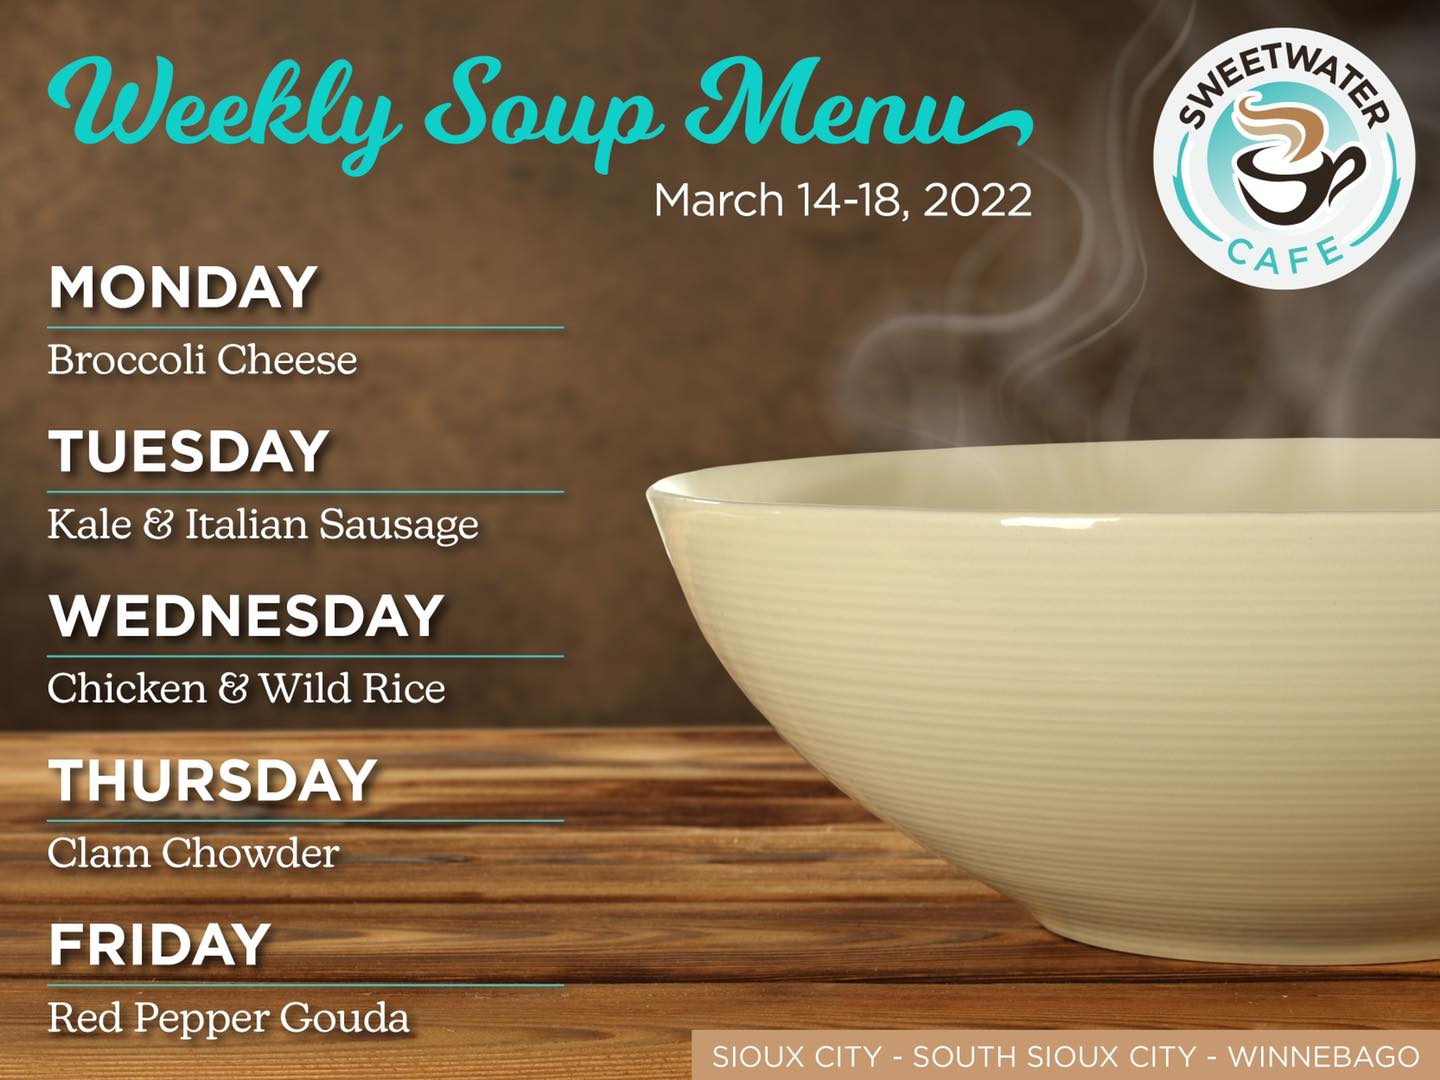 Weekly Soup Menu
March 14-18, 2022
SWEETWATER
CAFE
MONDAY
Broccoli Cheese
TUESDAY
Kale & Italian Sausage
WEDNESDAY
Chicken & Wild Rice
THURSDAY
Clam Chowder
FRIDAY
Red Pepper Gouda
SIOUX CITY - SOUTH SIOUX CITY - WINNEBAGO